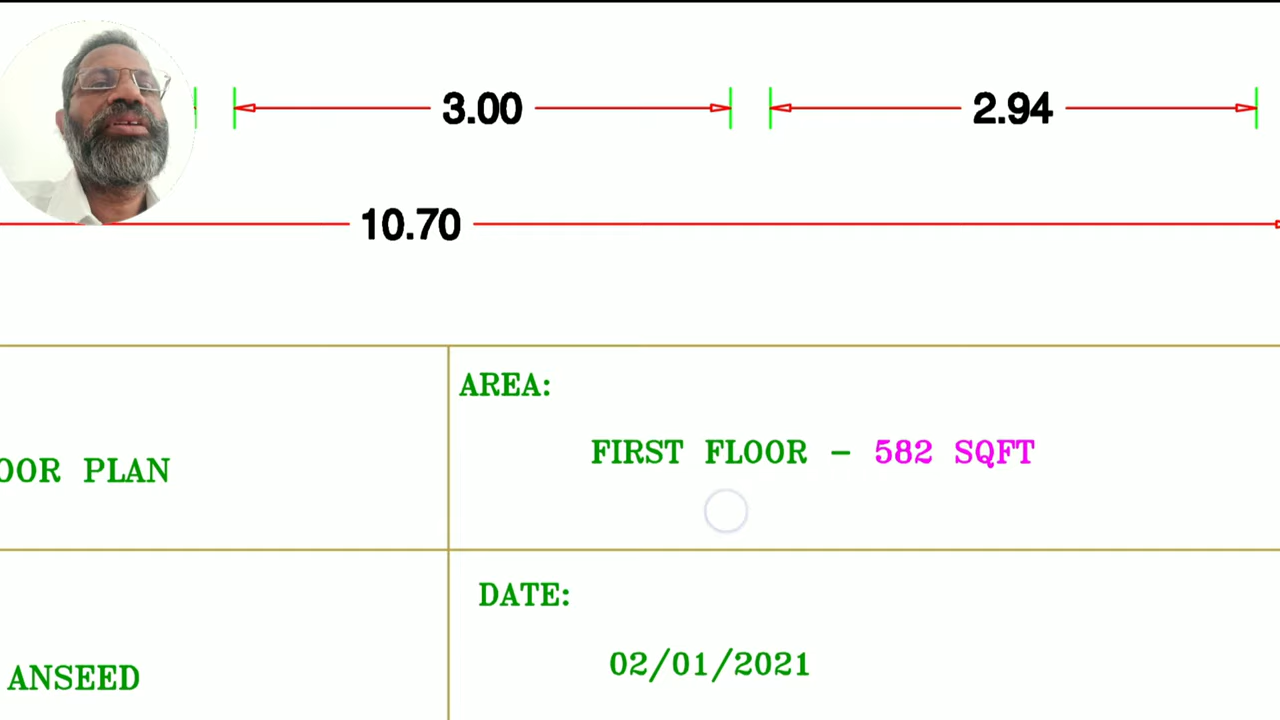 3.00 2.94
10.70
AREA:
OOR PLAN
FIRST FLOOR - 582 SQFT
DATE:
ANSEED
02/01/2021